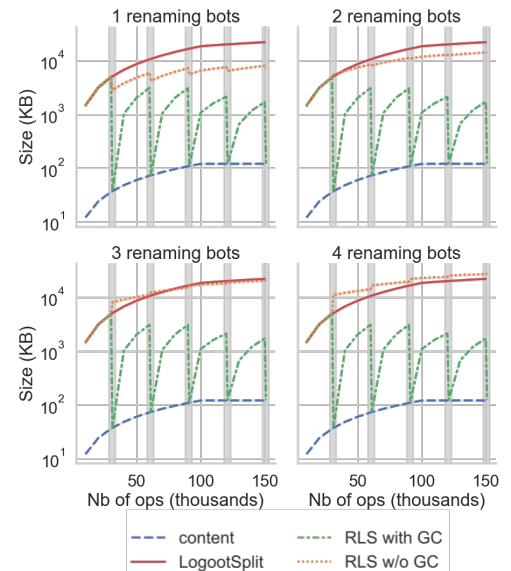 1 renaming bots
2 renaming bots
Size (KB)
10^4
10^3
10^2
10^1
3 renaming bots
4 renaming bots
Size (KB)
10^4
10^3
10^2
10^1
50 100 150
50 100 150
Nb of ops (thousands)
Nb of ops (thousands)
content
RLS with GC
LogootSplit
RLS w/o GC